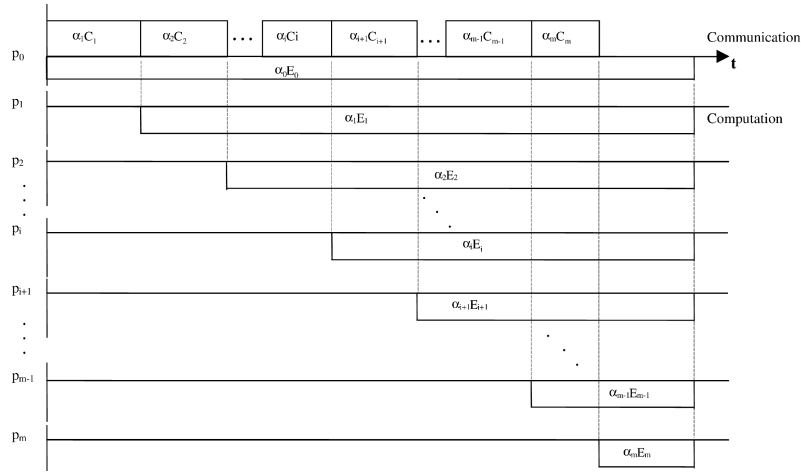 α₁C₁ α₂C₂ . . . αᵢCi αᵢ₊₁Cᵢ₊₁ . . . αₘ₋₁Cₘ₋₁ αₘCₘ Communication
p₀ α₀E₀ t
p₁ α₁E₁ Computation
p₂ α₂E₂
pᵢ αᵢEᵢ
pᵢ₊₁ αᵢ₊₁Eᵢ₊₁
pₘ₋₁ αₘ₋₁Eₘ₋₁
pₘ αₘEₘ